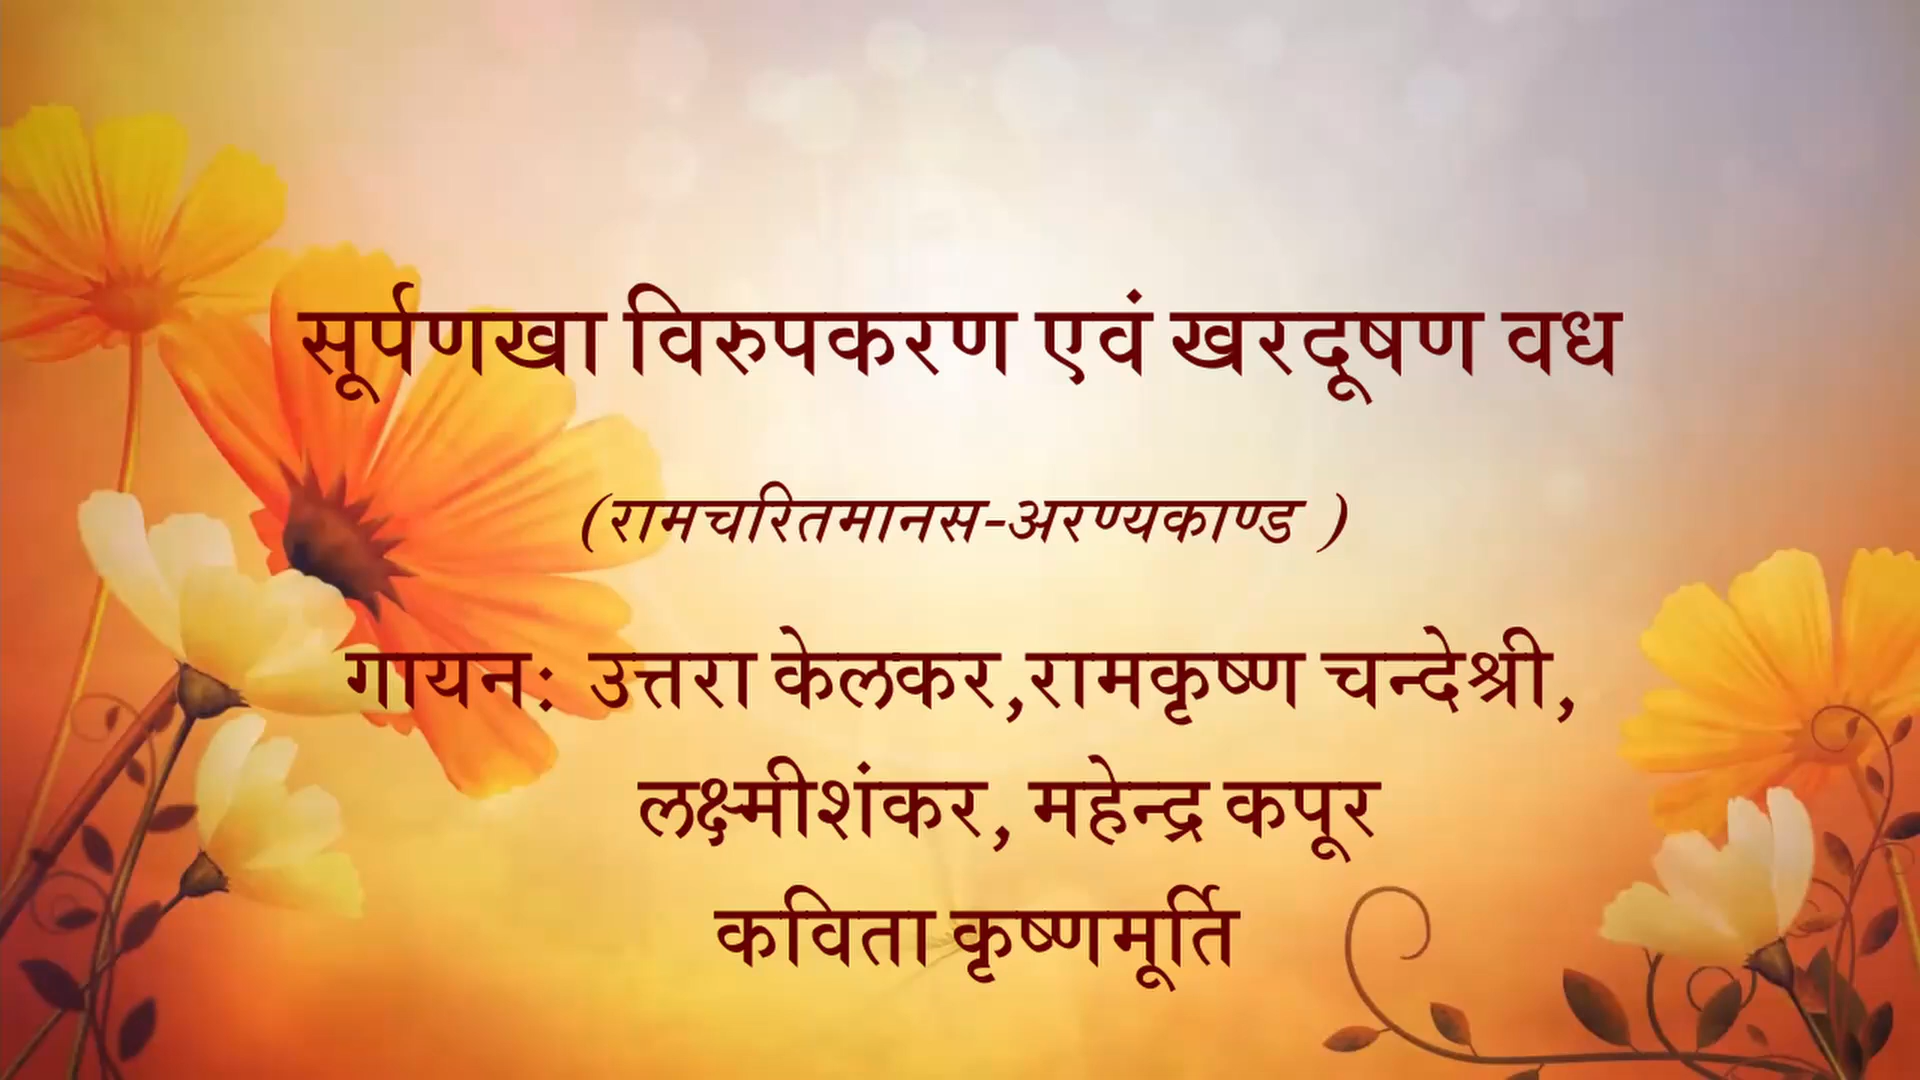 सूर्पणखा विरुपकरण एवं खरदूषण वध
(रामचरितमानस-अरण्यकाण्ड )
गायन: उत्तरा केलकर,रामकृष्ण चन्देश्री,
लक्ष्मीशंकर, महेन्द्र कपूर
कविता कृष्णमूर्ति